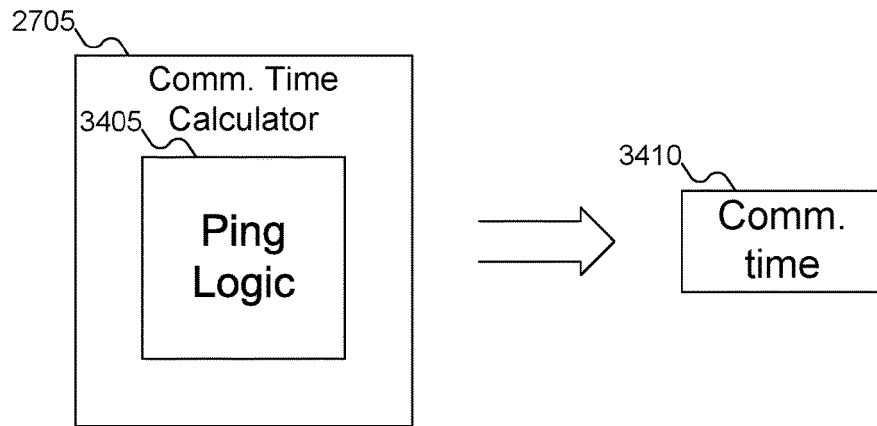 2705
Comm. Time
Calculator
3405
Ping
Logic
3410
Comm.
time